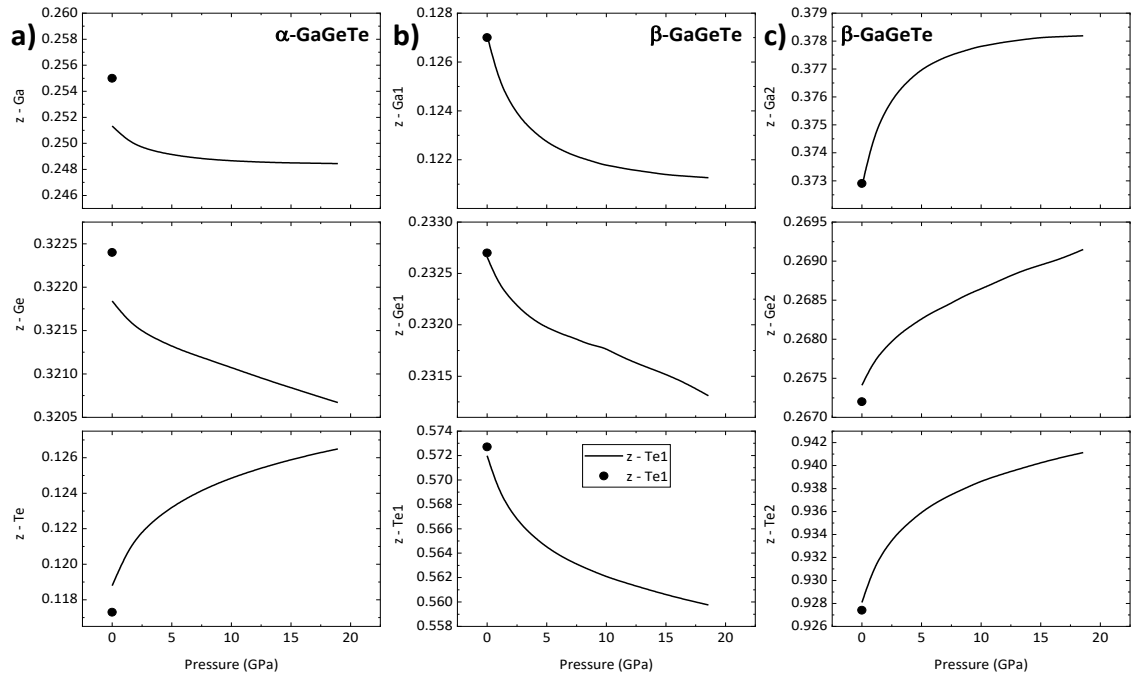 a)
α-GaGeTe
z - Ga
0.260
0.258
0.256
0.254
0.252
0.250
0.248
0.246
b)
β-GaGeTe
z - Ga1
0.128
0.126
0.124
0.122
c)
β-GaGeTe
z - Ga2
0.379
0.378
0.377
0.376
0.375
0.374
0.373
z - Ge
0.3225
0.3220
0.3215
0.3210
0.3205
z - Ge1
0.2330
0.2325
0.2320
0.2315
z - Ge2
0.2695
0.2690
0.2685
0.2680
0.2675
0.2670
z - Te
0.126
0.124
0.122
0.120
0.118
0 5 10 15 20
Pressure (GPa)
z - Te1
0.574
0.572
0.570
0.568
0.566
0.564
0.562
0.560
0.558
z - Te1
z - Te1
0 5 10 15 20
Pressure (GPa)
z - Te2
0.942
0.940
0.938
0.936
0.934
0.932
0.930
0.928
0.926
0 5 10 15 20
Pressure (GPa)